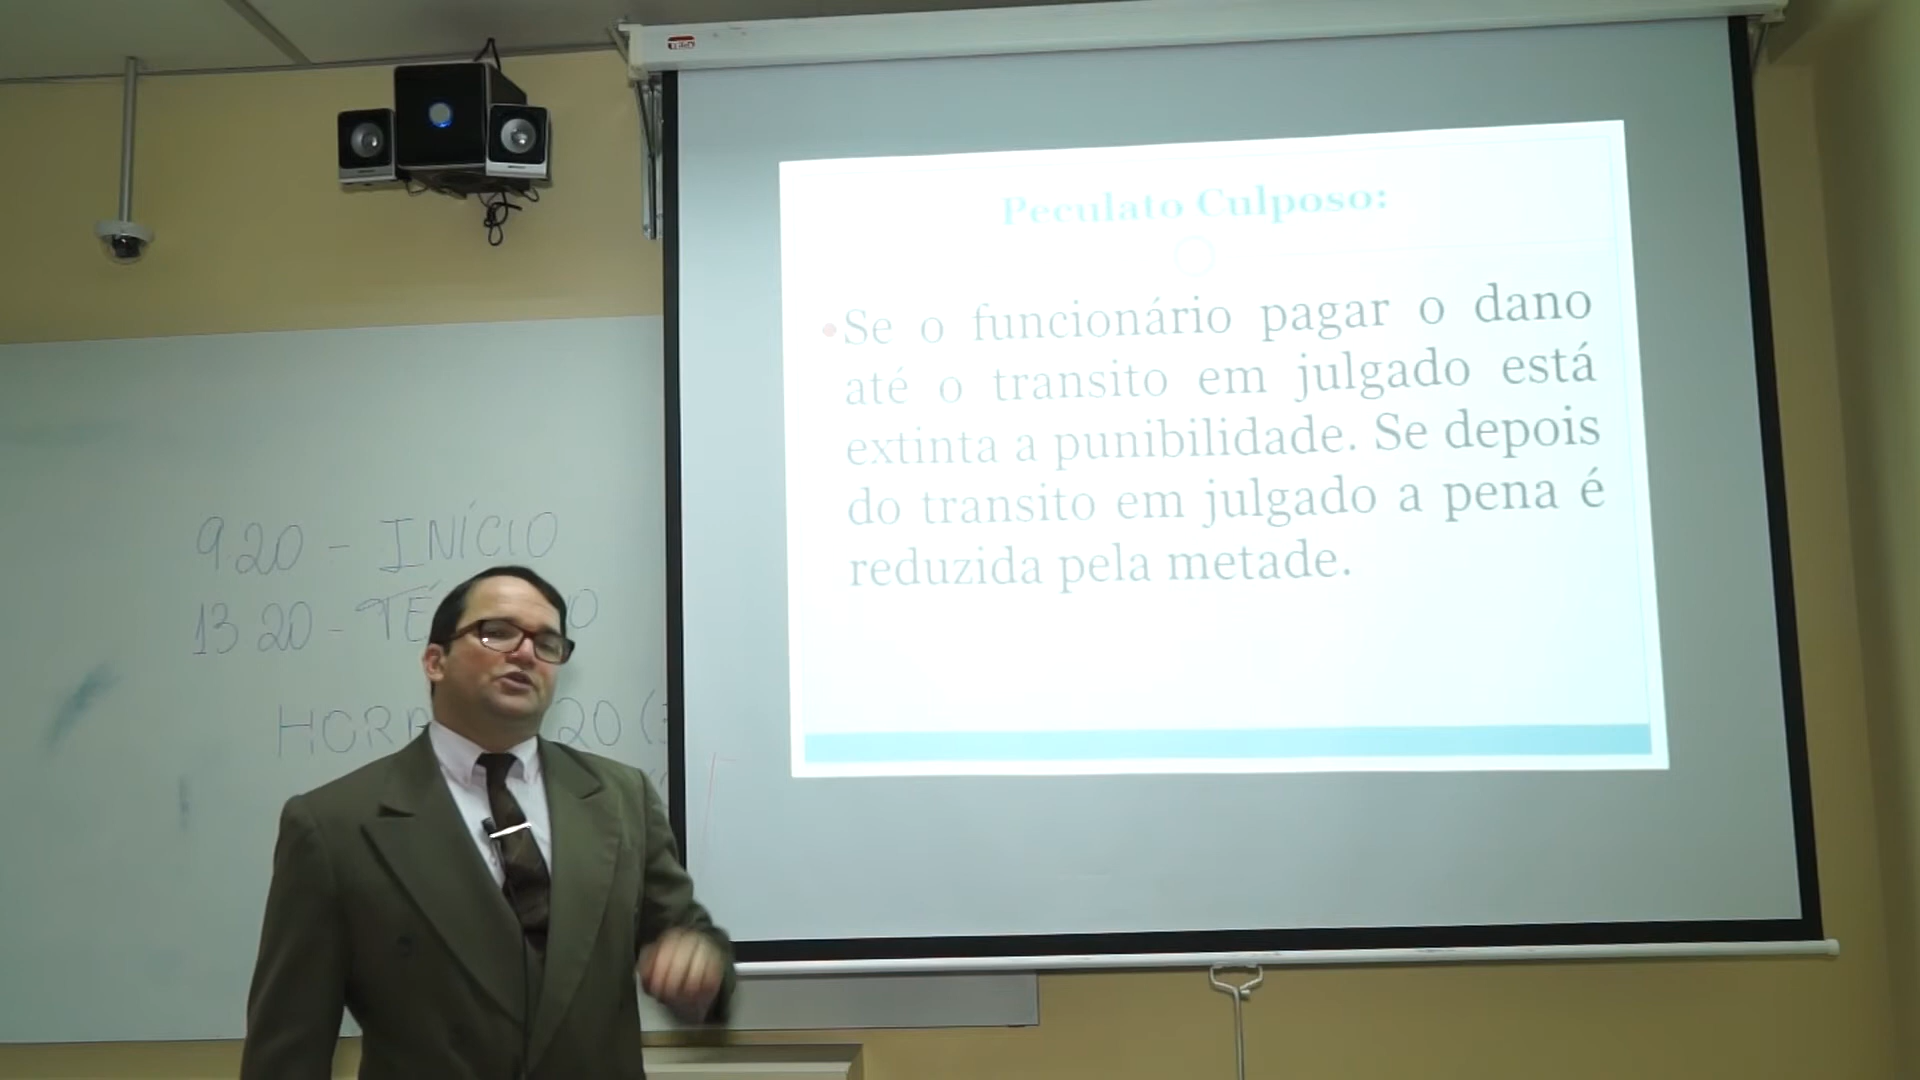 Peculato Culposo:
Se o funcionário pagar o dano
até o transito em julgado está
extinta a punibilidade. Se depois
do transito em julgado a pena é
reduzida pela metade.
9 20 - INÍCIO
13 20 -
20